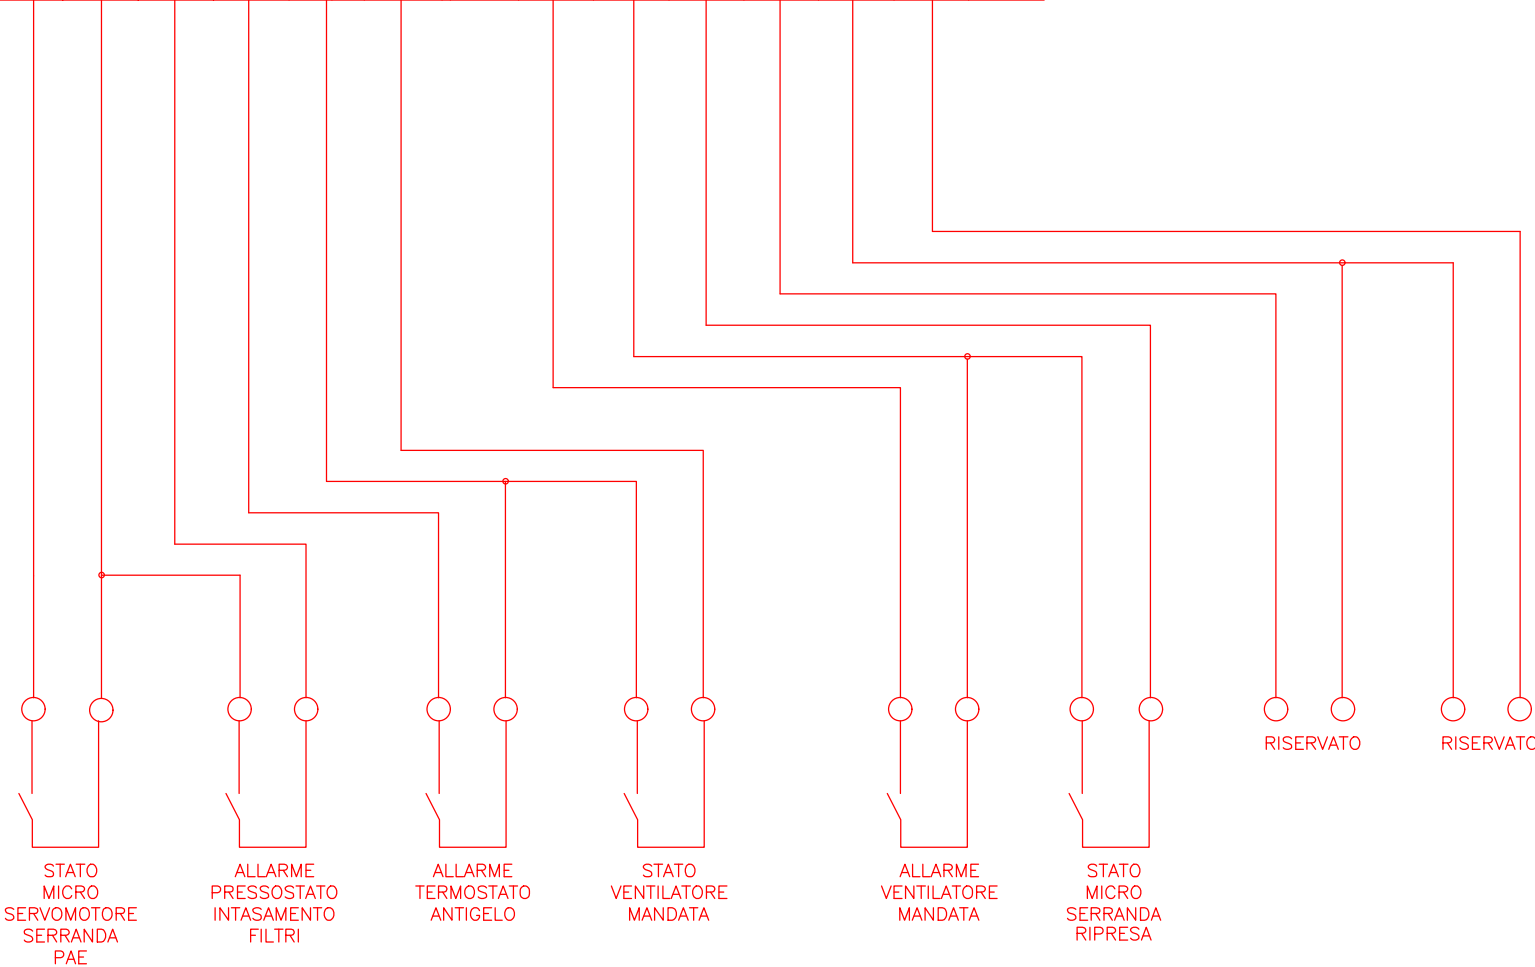 RISERVATO
RISERVATO
STATO
MICRO
SERVOMOTORE
SERRANDA
PAE
ALLARME
PRESSOSTATO
INTASAMENTO
FILTRI
ALLARME
TERMOSTATO
ANTIGELO
STATO
VENTILATORE
MANDATA
ALLARME
VENTILATORE
MANDATA
STATO
MICRO
SERRANDA
RIPRESA